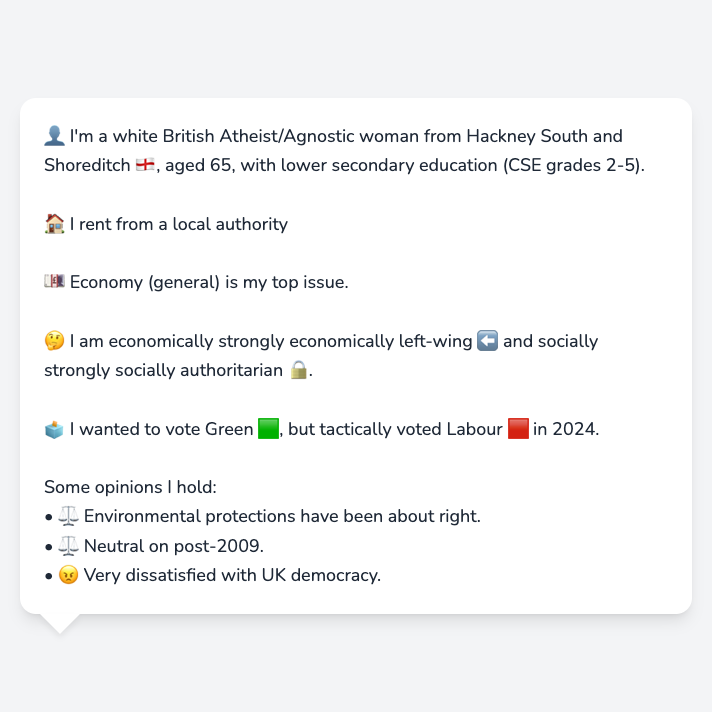 👤 I'm a white British Atheist/Agnostic woman from Hackney South and
Shoreditch 🏴󠁧󠁢󠁥󠁮󠁧󠁿, aged 65, with lower secondary education (CSE grades 2-5).
🏠 I rent from a local authority
💷 Economy (general) is my top issue.
🤔 I am economically strongly economically left-wing ⬅️ and socially
strongly socially authoritarian 🔒.
🗳️ I wanted to vote Green 🟩, but tactically voted Labour 🟥 in 2024.
Some opinions I hold:
• ⚖️ Environmental protections have been about right.
• ⚖️ Neutral on post-2009.
• 😠 Very dissatisfied with UK democracy.